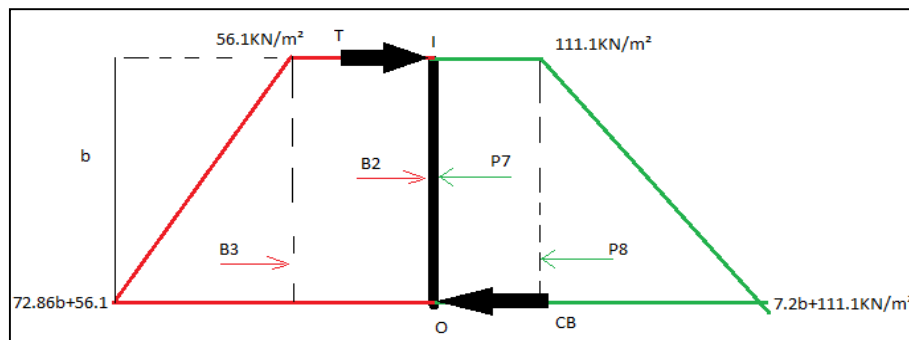 56.1KN/m² T I 111.1KN/m²
b
B2 P7
B3 P8
72.86b+56.1 7.2b+111.1KN/m²
O CB